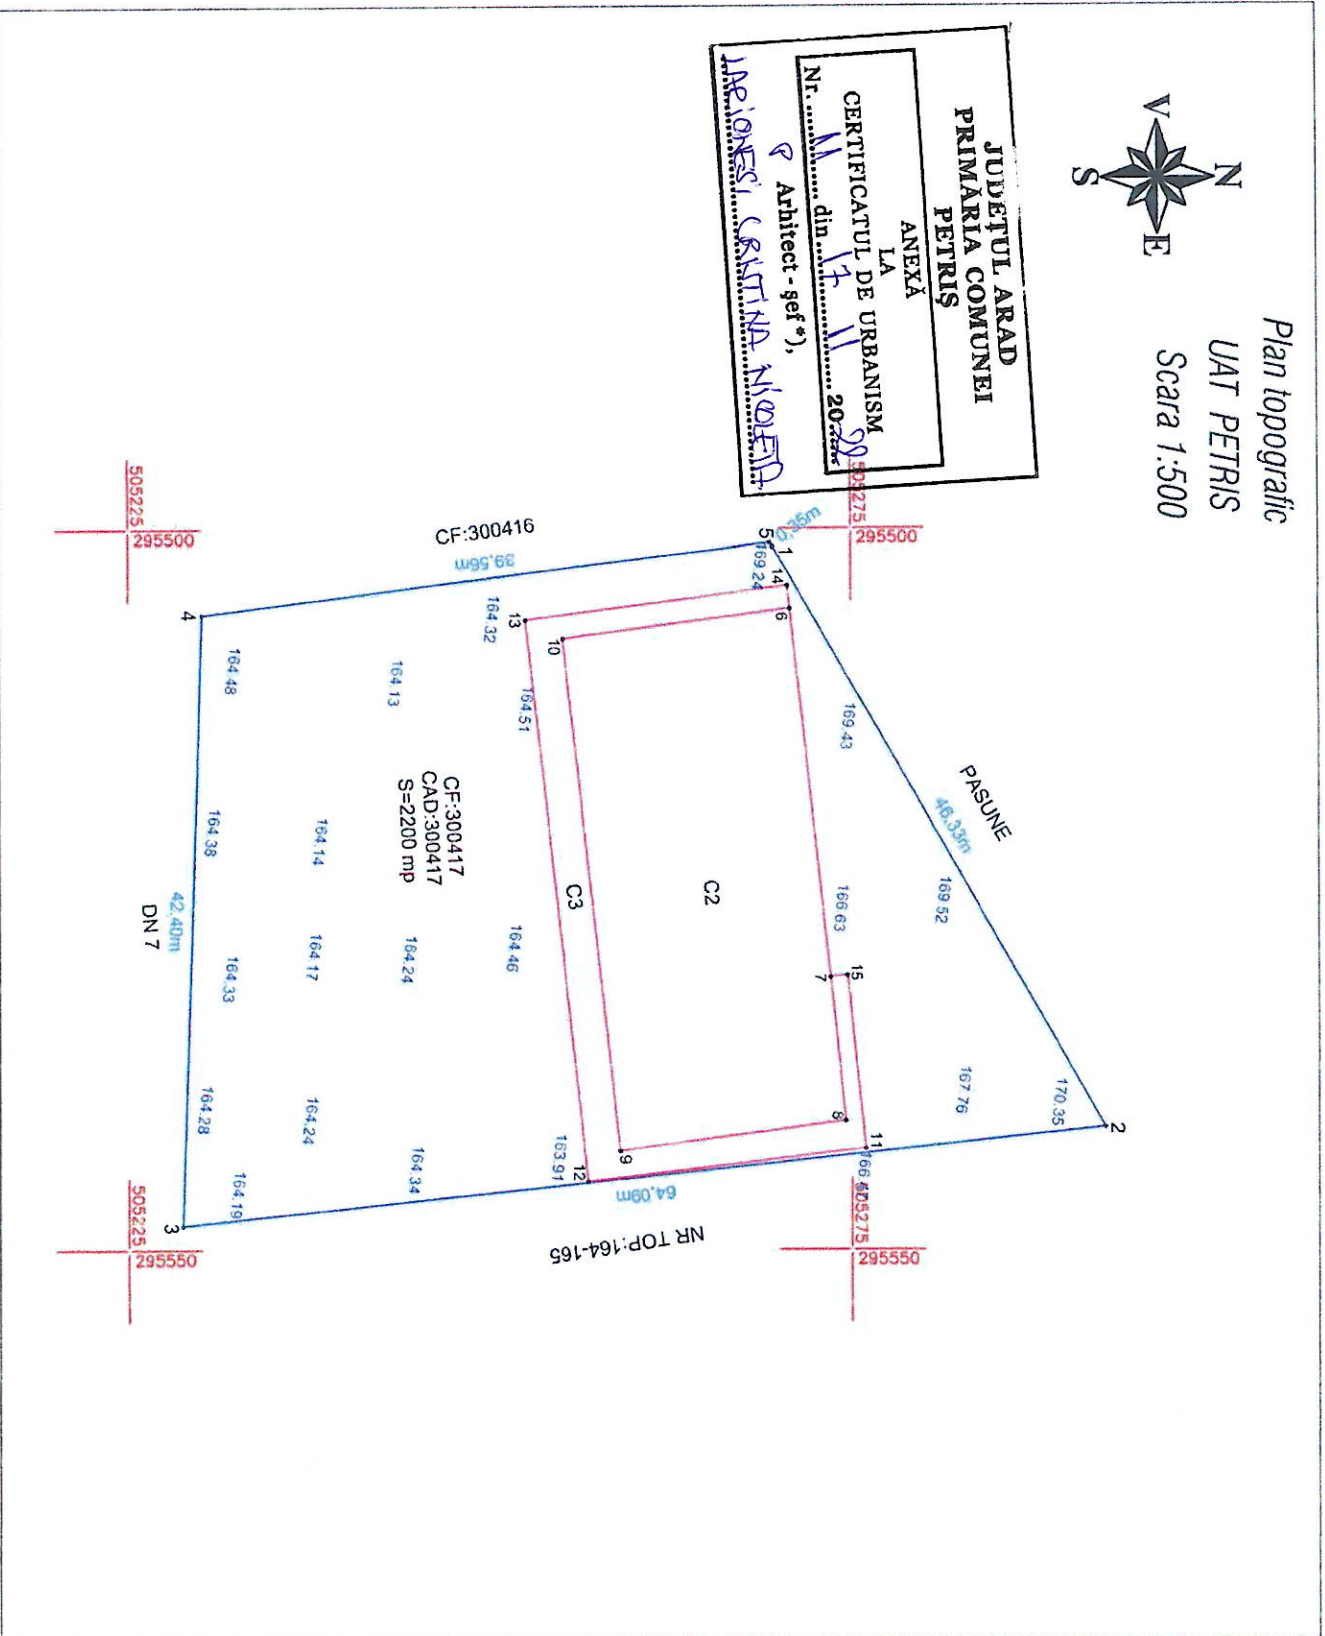 Plan topografic
UAT PETRIS
Scara 1:500
N
V
E
S
JUDEȚUL ARAD
PRIMĂRIA COMUNEI
PETRIȘ
ANEXĂ
LA
CERTIFICATUL DE URBANISM
Nr. 11 din 17 11 2022
Arhitect - șef *),
NICOLETA
505275
295500
505225
295500
505275
295550
505225
295550
PASUNE
46.33m
CF:300416
39.56m
NR TOP:164-165
64.09m
DN 7
42.40m
CF:300417
CAD:300417
S=2200 mp
C2
C3
1
2
3
4
5
6
7
8
9
10
11
12
13
14
15
170.35
167.76
169.52
169.43
169.24
166.63
164.32
164.51
164.46
163.91
164.13
164.24
164.34
164.14
164.17
164.24
164.48
164.38
164.33
164.28
164.19